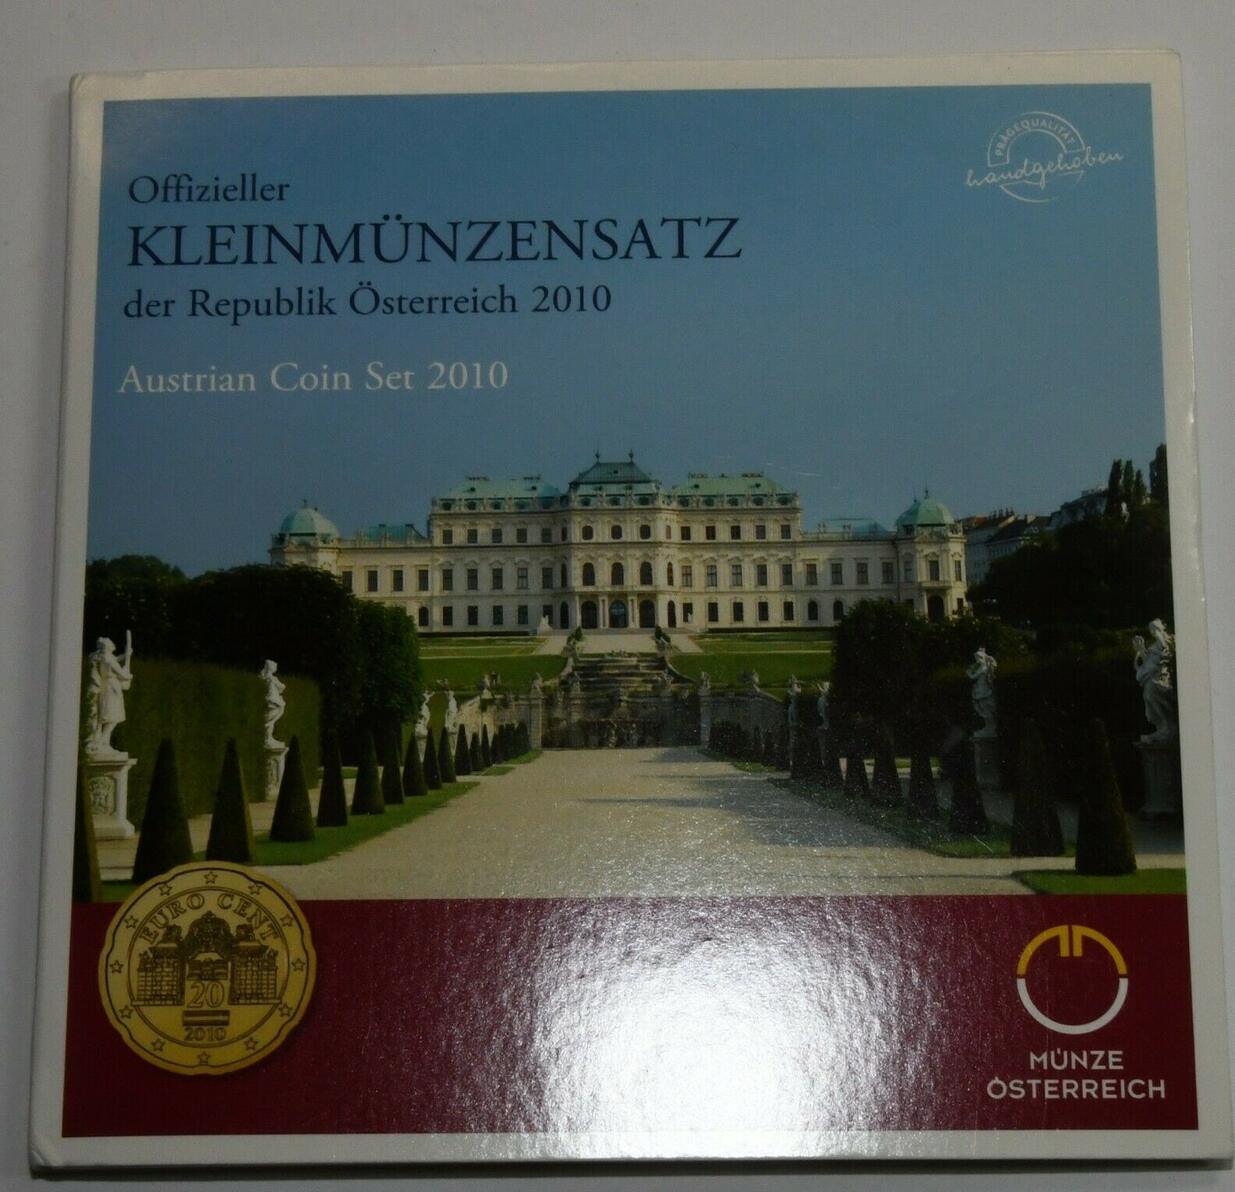 PRÄGEQUALITÄT
handgehoben
Offizieller
KLEINMÜNZENSATZ
der Republik Österreich 2010
Austrian Coin Set 2010
EURO CENT
20
2010
MÜNZE
ÖSTERREICH